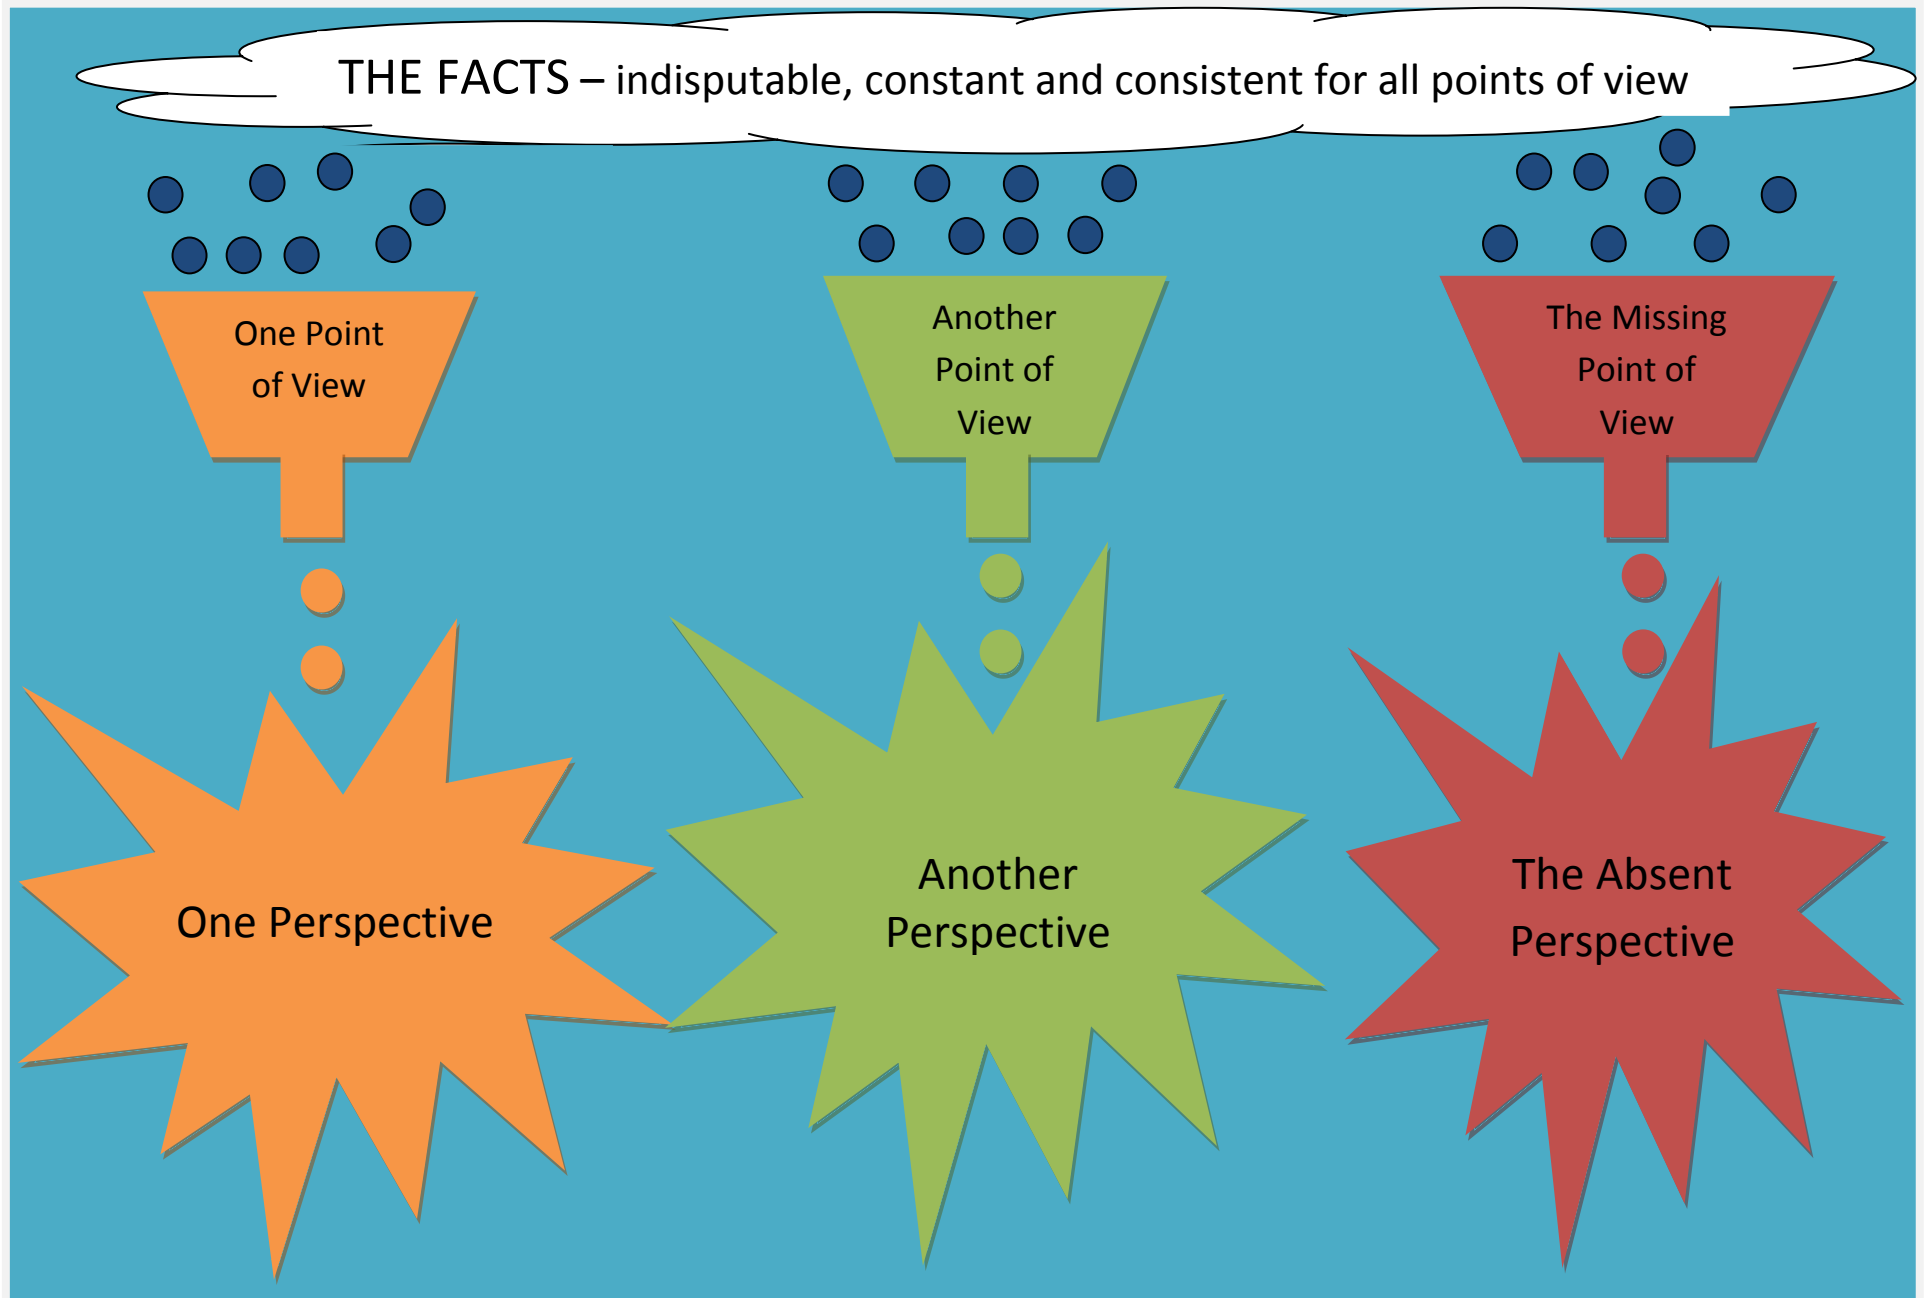 THE FACTS – indisputable, constant and consistent for all points of view
One Point
of View
Another
Point of
View
The Missing
Point of
View
One Perspective
Another
Perspective
The Absent
Perspective